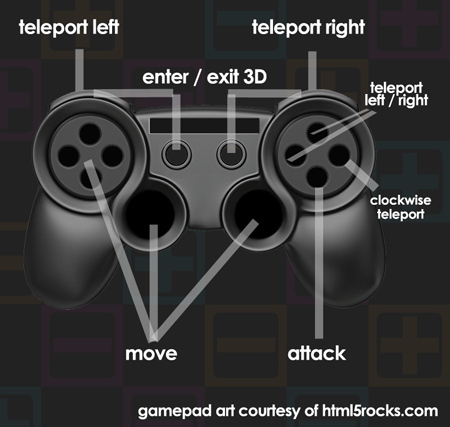 teleport left
teleport right
enter / exit 3D
teleport
left / right
clockwise
teleport
move
attack
gamepad art courtesy of html5rocks.com